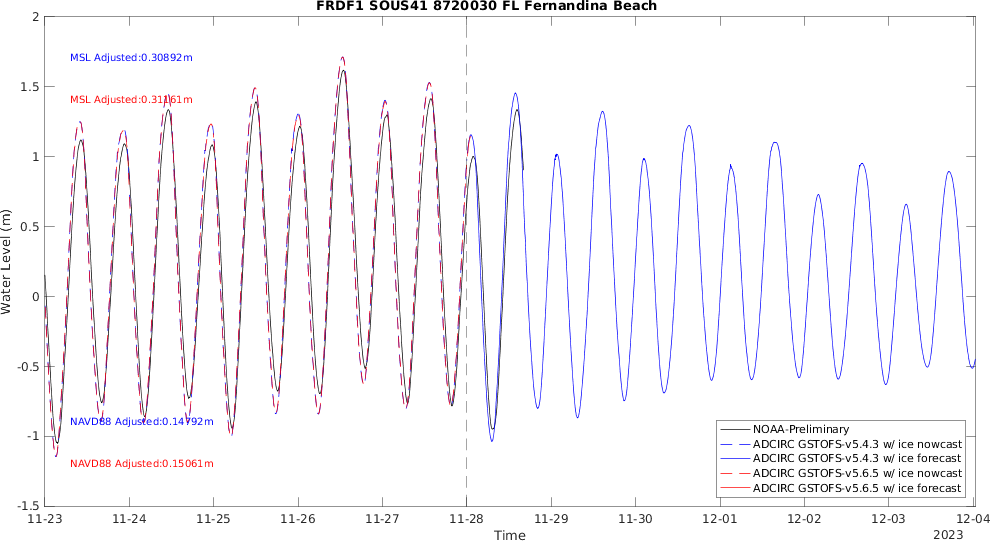 FRDF1 SOUS41 8720030 FL Fernandina Beach
2
1.5
1
0.5
0
-0.5
-1
-1.5
Water Level (m)
MSL Adjusted:0.30892m
MSL Adjusted:0.31161m
NAVD88 Adjusted:0.14792m
NAVD88 Adjusted:0.15061m
NOAA-Preliminary
ADCIRC GSTOFS-v5.4.3 w/ ice nowcast
ADCIRC GSTOFS-v5.4.3 w/ ice forecast
ADCIRC GSTOFS-v5.6.5 w/ ice nowcast
ADCIRC GSTOFS-v5.6.5 w/ ice forecast
11-23 11-24 11-25 11-26 11-27 11-28 11-29 11-30 12-01 12-02 12-03 12-04
Time
2023